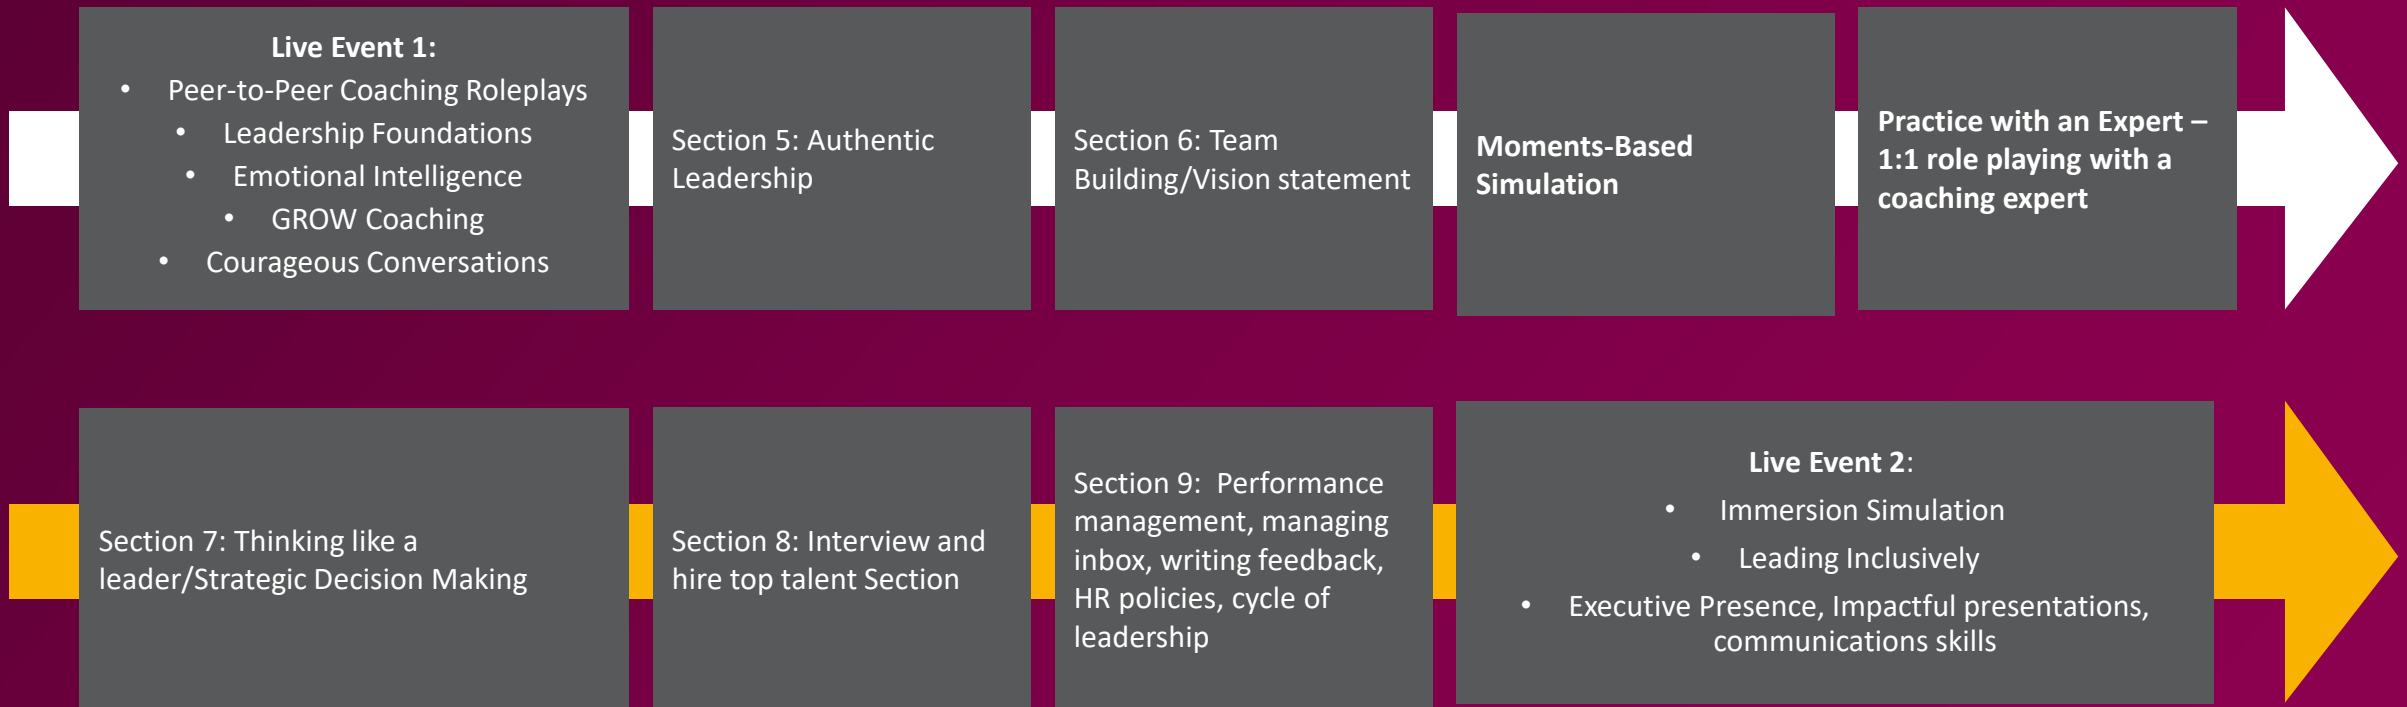 Live Event 1:
• Peer-to-Peer Coaching Roleplays
• Leadership Foundations
• Emotional Intelligence
• GROW Coaching
• Courageous Conversations
Section 5: Authentic
Leadership
Section 6: Team
Building/Vision statement
Moments-Based
Simulation
Practice with an Expert –
1:1 role playing with a
coaching expert
Section 7: Thinking like a
leader/Strategic Decision Making
Section 8: Interview and
hire top talent Section
Section 9:  Performance
management, managing
inbox, writing feedback,
HR policies, cycle of
leadership
Live Event 2:
• Immersion Simulation
• Leading Inclusively
• Executive Presence, Impactful presentations,
communications skills